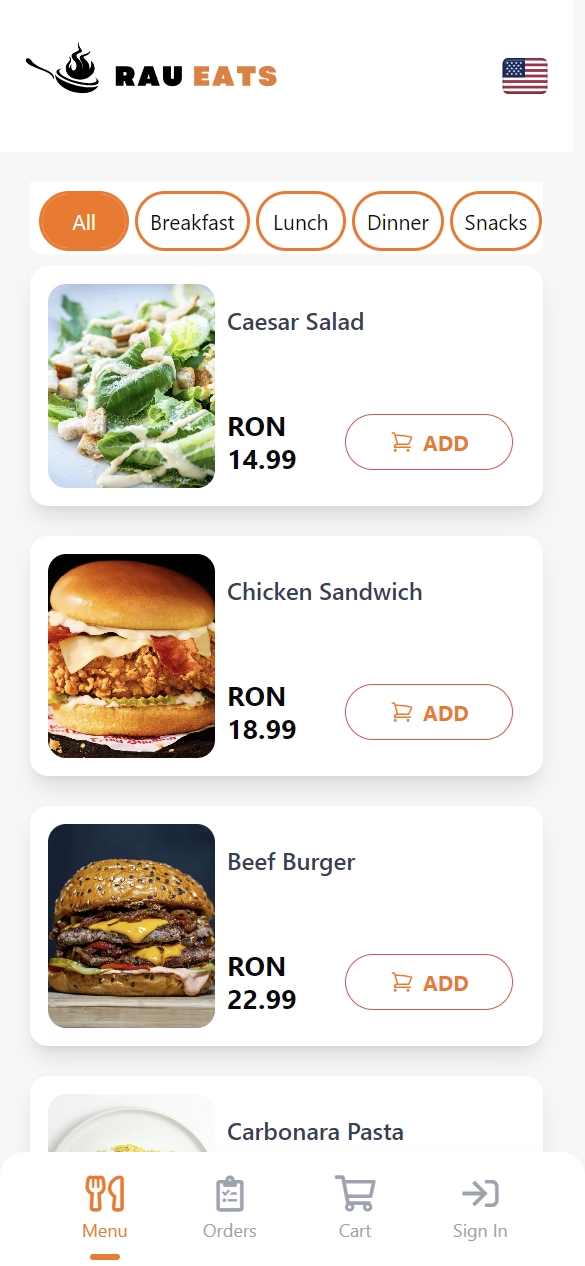 RAU EATS
All Breakfast Lunch Dinner Snacks
Caesar Salad
RON
14.99
ADD
Chicken Sandwich
RON
18.99
ADD
Beef Burger
RON
22.99
ADD
Carbonara Pasta
Menu Orders Cart Sign In